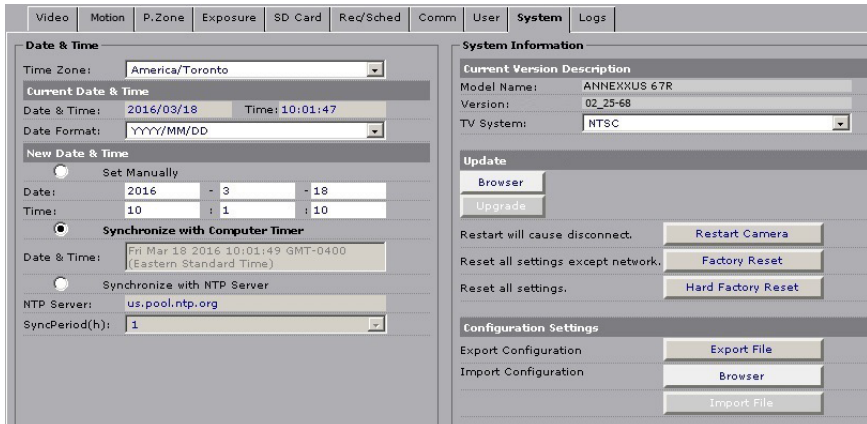 Video Motion P.Zone Exposure SD Card Rec/Sched Comm User System Logs
Date & Time
Time Zone: America/Toronto
Current Date & Time
Date & Time: 2016/03/18 Time: 10:01:47
Date Format: YYYY/MM/DD
New Date & Time
Set Manually
Date: 2016 - 3 - 18
Time: 10 : 1 : 10
Synchronize with Computer Timer
Date & Time: Fri Mar 18 2016 10:01:49 GMT-0400
(Eastern Standard Time)
Synchronize with NTP Server
NTP Server: us.pool.ntp.org
SyncPeriod(h): 1
System Information
Current Version Description
Model Name: ANNEXXUS 67R
Version: 02_25-68
TV System: NTSC
Update
Browser
Upgrade
Restart will cause disconnect. Restart Camera
Reset all settings except network. Factory Reset
Reset all settings. Hard Factory Reset
Configuration Settings
Export Configuration Export File
Import Configuration Browser
Import File